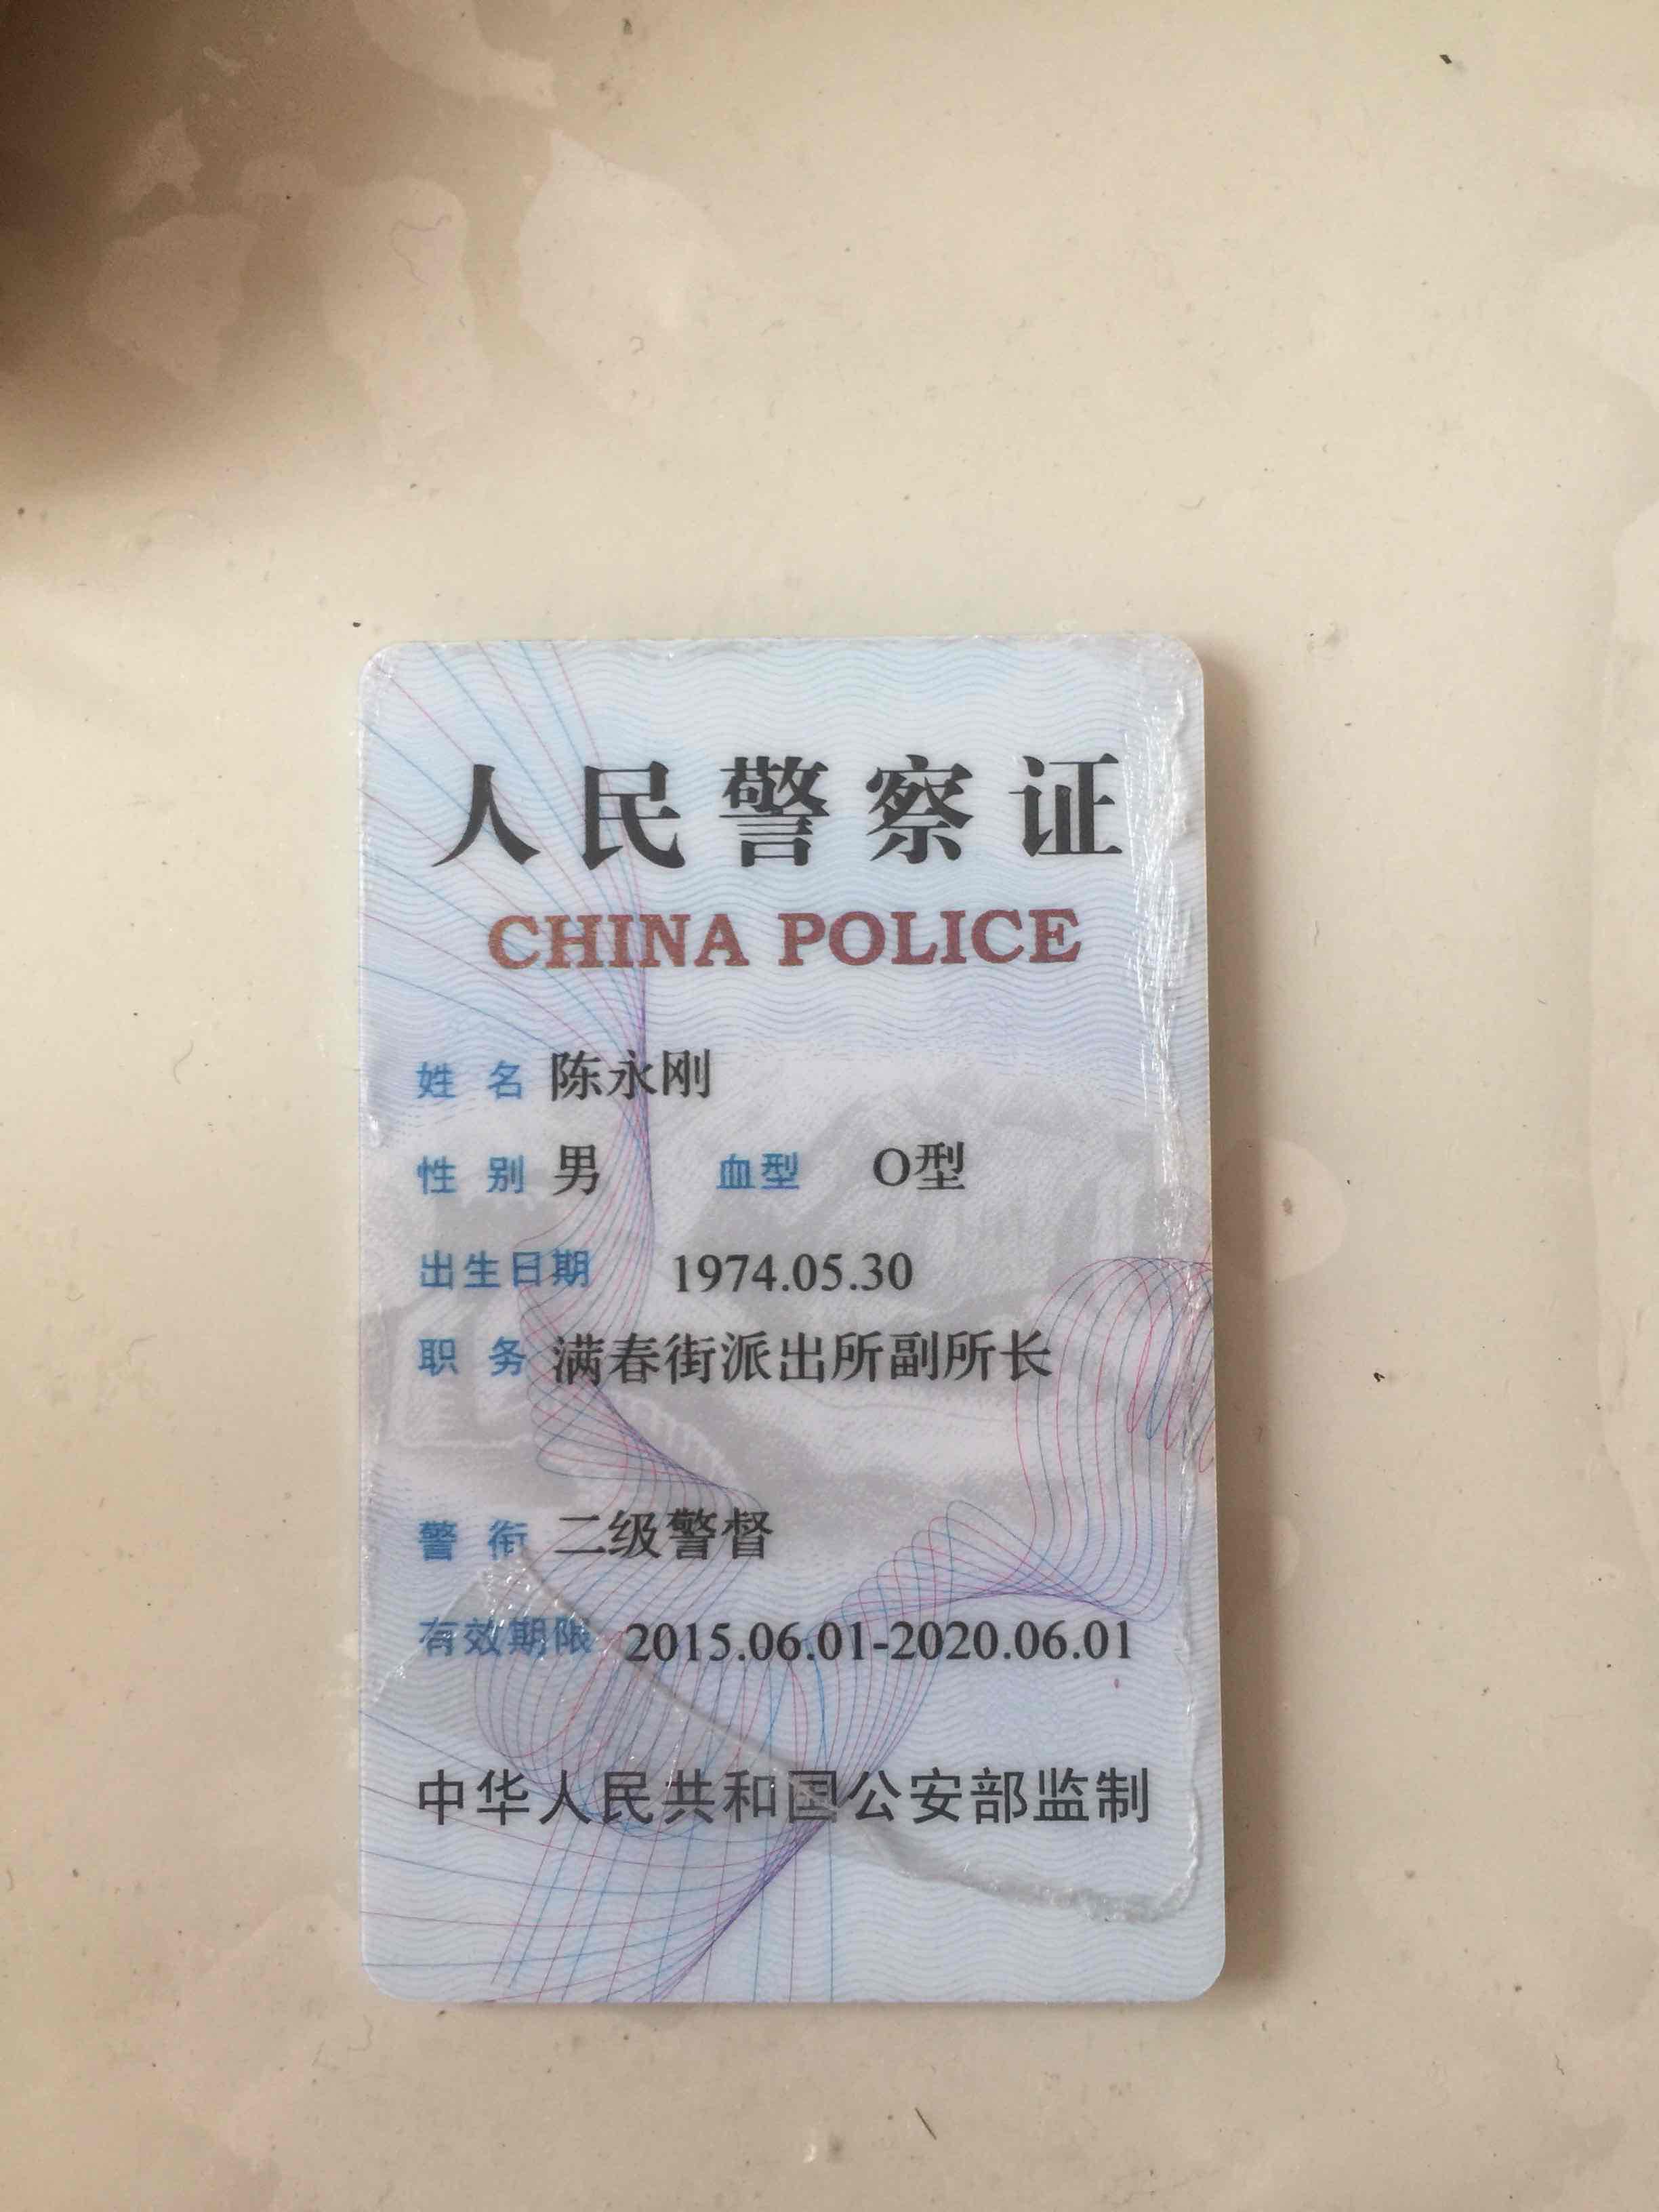 人民警察证
CHINA POLICE
姓 名 陈永刚
性 别 男 血型 O型
出生日期 1974.05.30
职 务 满春街派出所副所长
警 衔 二级警督
有效期限 2015.06.01-2020.06.01
中华人民共和国公安部监制